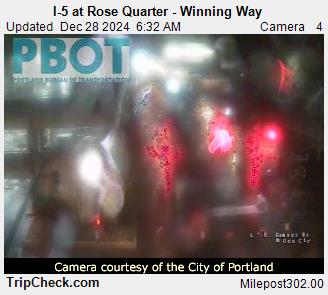 I-5 at Rose Quarter - Winning Way
Updated Dec 28 2024 6:32 AM Camera 4
PBOT
PORTLAND BUREAU OF TRANSPORTATION
Camera courtesy of the City of Portland
TripCheck.com Milepost302.00